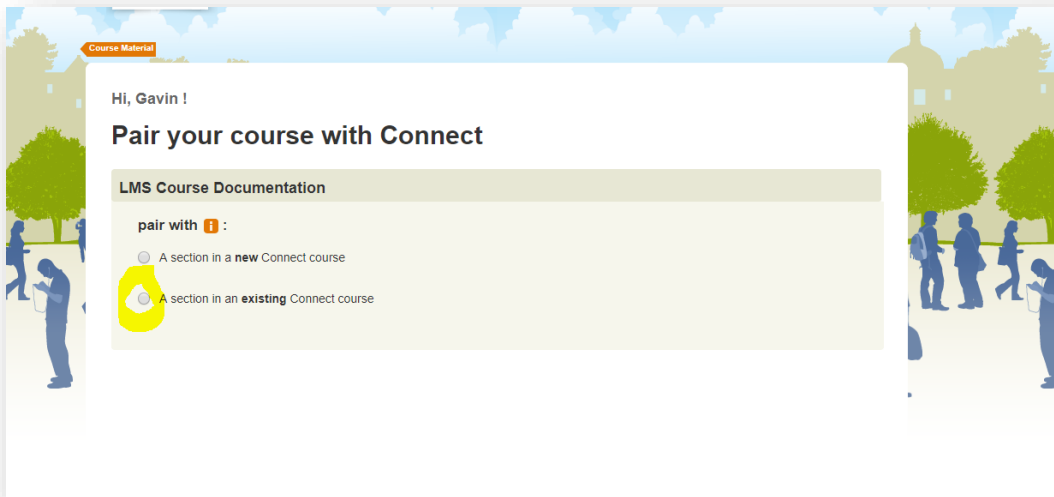 Course Material
Hi, Gavin !
Pair your course with Connect
LMS Course Documentation
pair with i :
A section in a new Connect course
A section in an existing Connect course